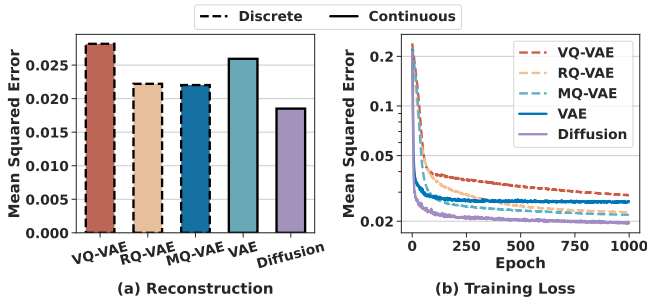 Discrete
Continuous
Mean Squared Error
0.025
0.020
0.015
0.010
0.005
0.000
VQ-VAE
RQ-VAE
MQ-VAE
VAE
Diffusion
(a) Reconstruction
Mean Squared Error
0.2
0.1
0.05
0.02
VQ-VAE
RQ-VAE
MQ-VAE
VAE
Diffusion
0 250 500 750 1000
Epoch
(b) Training Loss